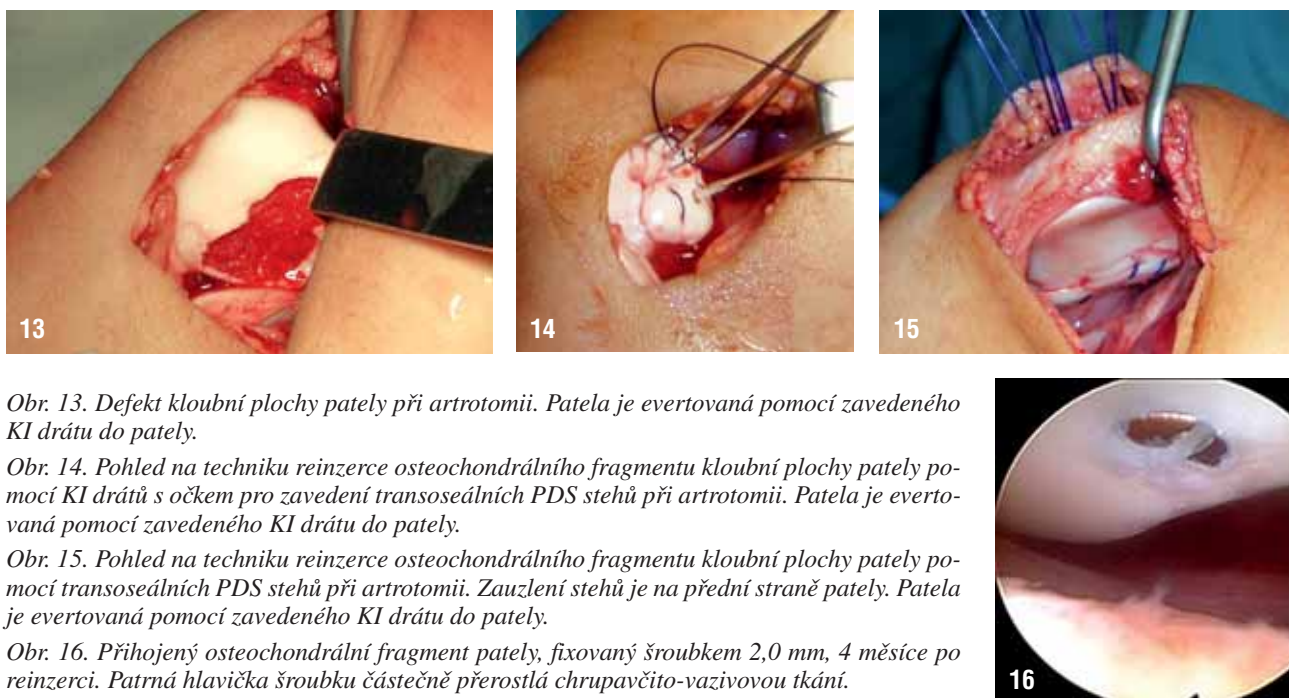 13
14
15
Obr. 13. Defekt kloubní plochy pately při artrotomii. Patela je evertovaná pomocí zavedeného
KI drátu do pately.
Obr. 14. Pohled na techniku reinzerce osteochondrálního fragmentu kloubní plochy pately po-
mocí KI drátů s očkem pro zavedení transoseálních PDS stehů při artrotomii. Patela je everto-
vaná pomocí zavedeného KI drátu do pately.
Obr. 15. Pohled na techniku reinzerce osteochondrálního fragmentu kloubní plochy pately po-
mocí transoseálních PDS stehů při artrotomii. Zauzlení stehů je na přední straně pately. Patela
je evertovaná pomocí zavedeného KI drátu do pately.
Obr. 16. Přihojený osteochondrální fragment pately, fixovaný šroubkem 2,0 mm, 4 měsíce po
reinzerci. Patrná hlavička šroubku částečně přerostlá chrupavčito-vazivovou tkání.
16